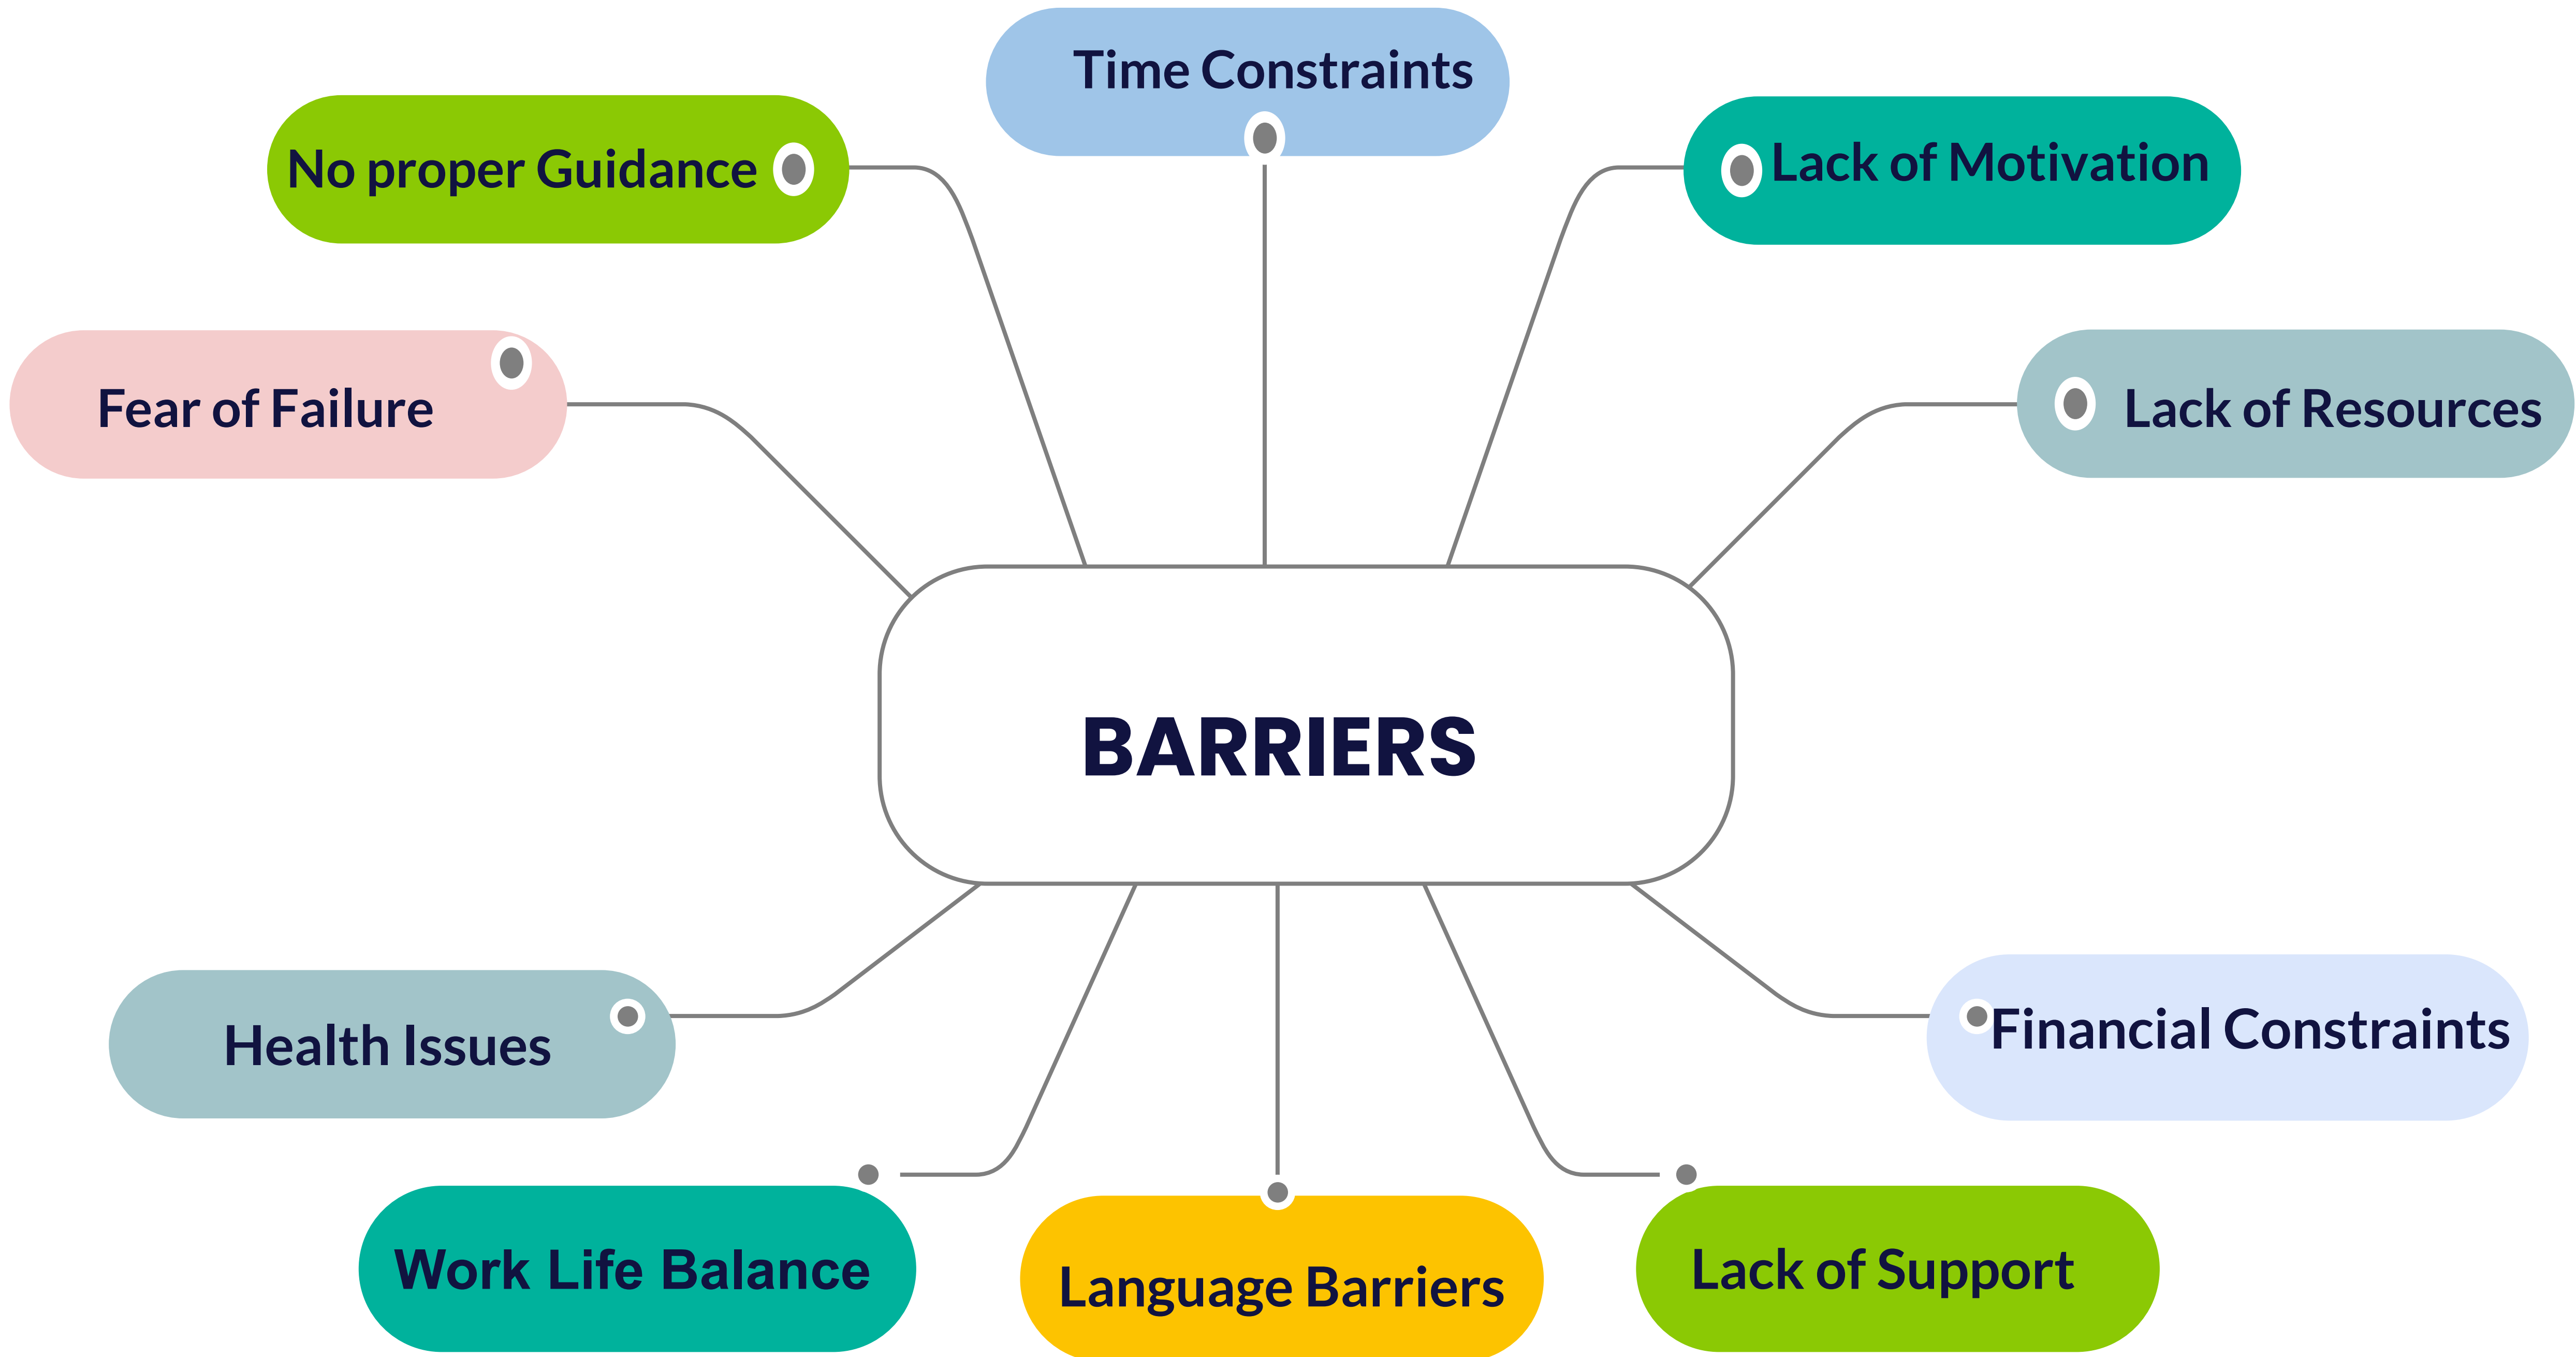 Time Constraints
No proper Guidance
Lack of Motivation
Fear of Failure
Lack of Resources
BARRIERS
Health Issues
Financial Constraints
Work Life Balance
Language Barriers
Lack of Support